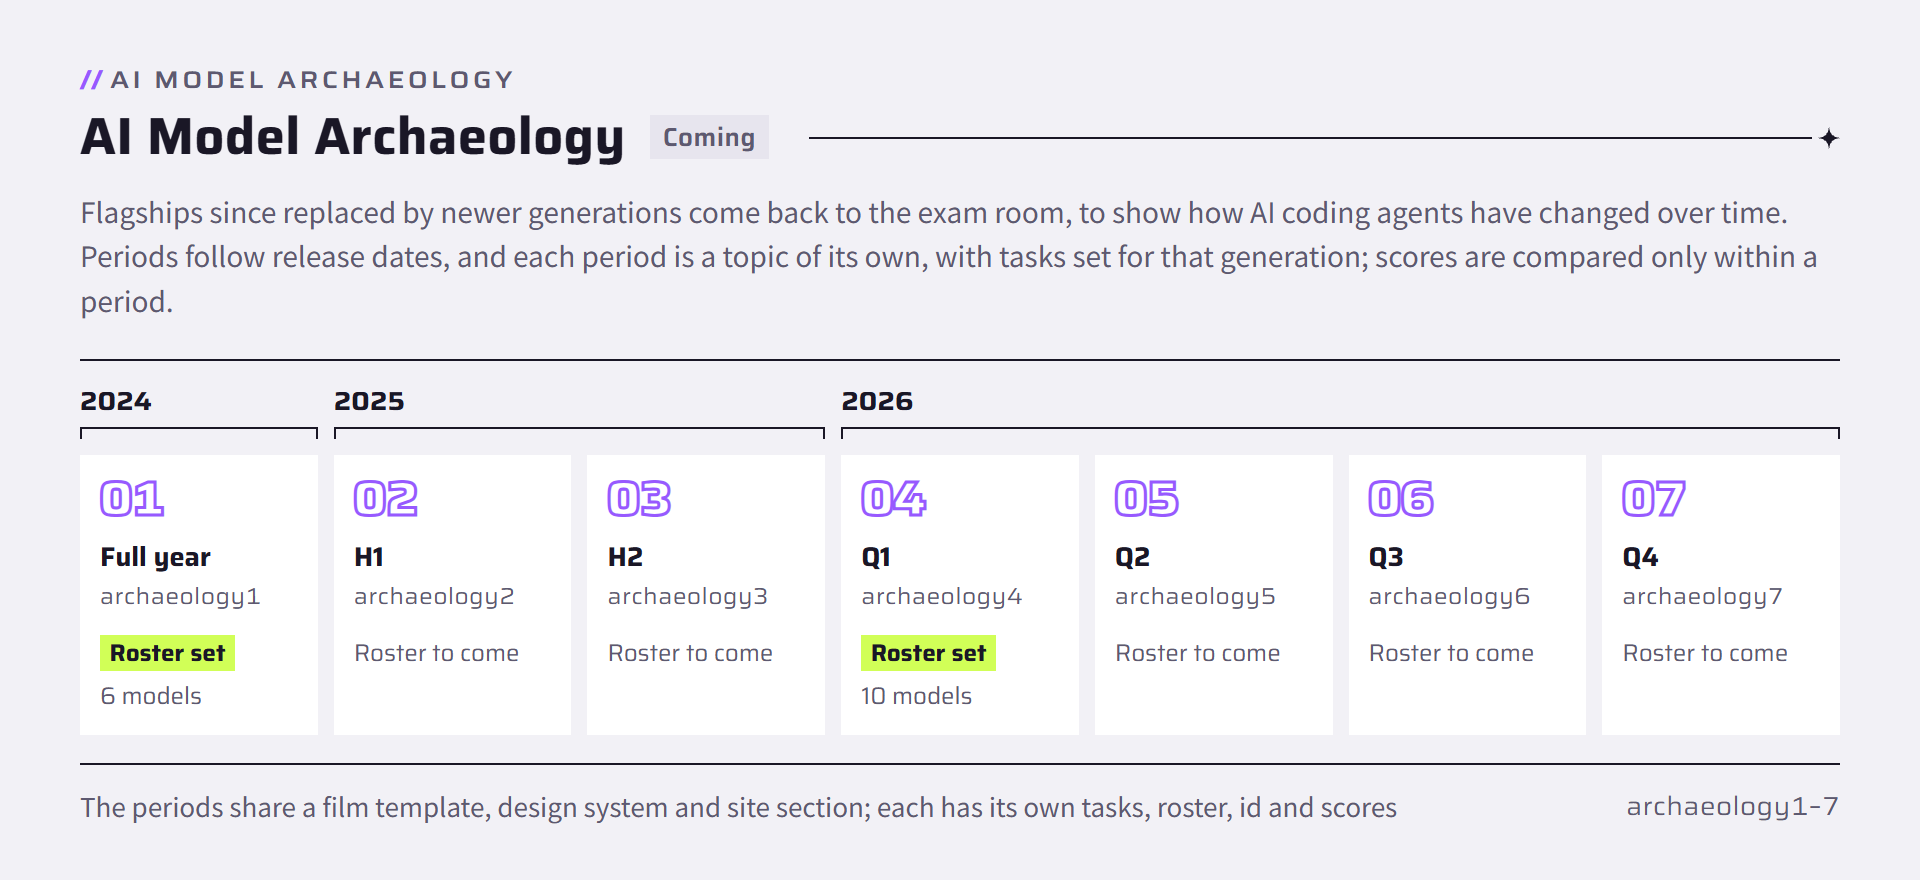 // AI MODEL ARCHAEOLOGY
AI Model Archaeology
Coming
Flagships since replaced by newer generations come back to the exam room, to show how AI coding agents have changed over time.
Periods follow release dates, and each period is a topic of its own, with tasks set for that generation; scores are compared only within a
period.
2024
2025
2026
01
Full year
archaeology1
Roster set
6 models
02
H1
archaeology2
Roster to come
03
H2
archaeology3
Roster to come
04
Q1
archaeology4
Roster set
10 models
05
Q2
archaeology5
Roster to come
06
Q3
archaeology6
Roster to come
07
Q4
archaeology7
Roster to come
The periods share a film template, design system and site section; each has its own tasks, roster, id and scores
archaeology1–7